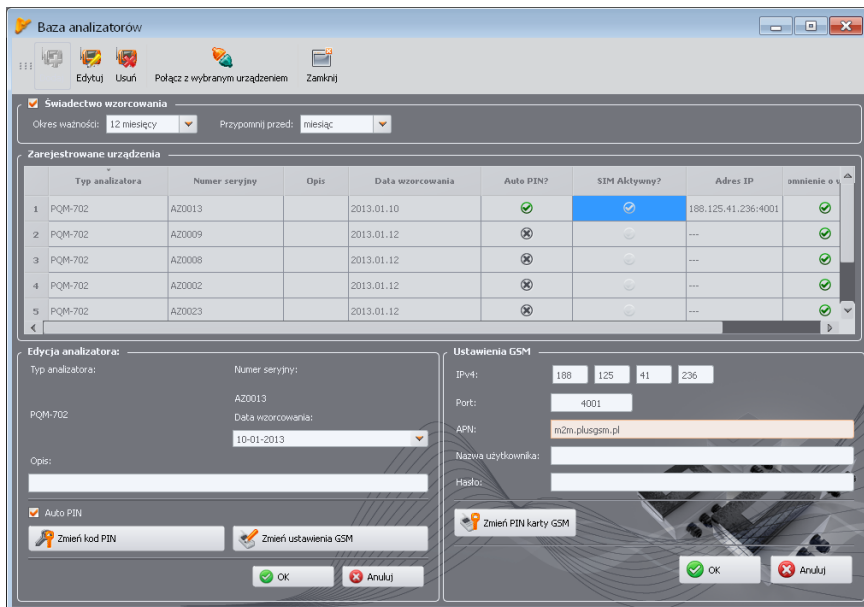 Baza analizatorów
Edytuj Usuń Połącz z wybranym urządzeniem Zamknij
Świadectwo wzorcowania
Okres ważności: 12 miesięcy Przypomnij przed: miesiąc
Zarejestrowane urządzenia
Typ analizatora Numer seryjny Opis Data wzorcowania Auto PIN? SIM Aktywny? Adres IP omnienie o
1 PQM-702 AZ0013 2013.01.10 188.125.41.236:4001
2 PQM-702 AZ0009 2013.01.12 ---
3 PQM-702 AZ0008 2013.01.12 ---
4 PQM-702 AZ0002 2013.01.12 ---
5 PQM-702 AZ0023 2013.01.12 ---
Edycja analizatora:
Typ analizatora: Numer seryjny:
AZ0013
PQM-702
Data wzorcowania:
10-01-2013
Opis:
Auto PIN
Zmień kod PIN Zmień ustawienia GSM
OK Anuluj
Ustawienia GSM
IPv4: 188 125 41 236
Port: 4001
APN: m2m.plusgsm.pl
Nazwa użytkownika:
Hasło:
Zmień PIN karty GSM
OK Anuluj